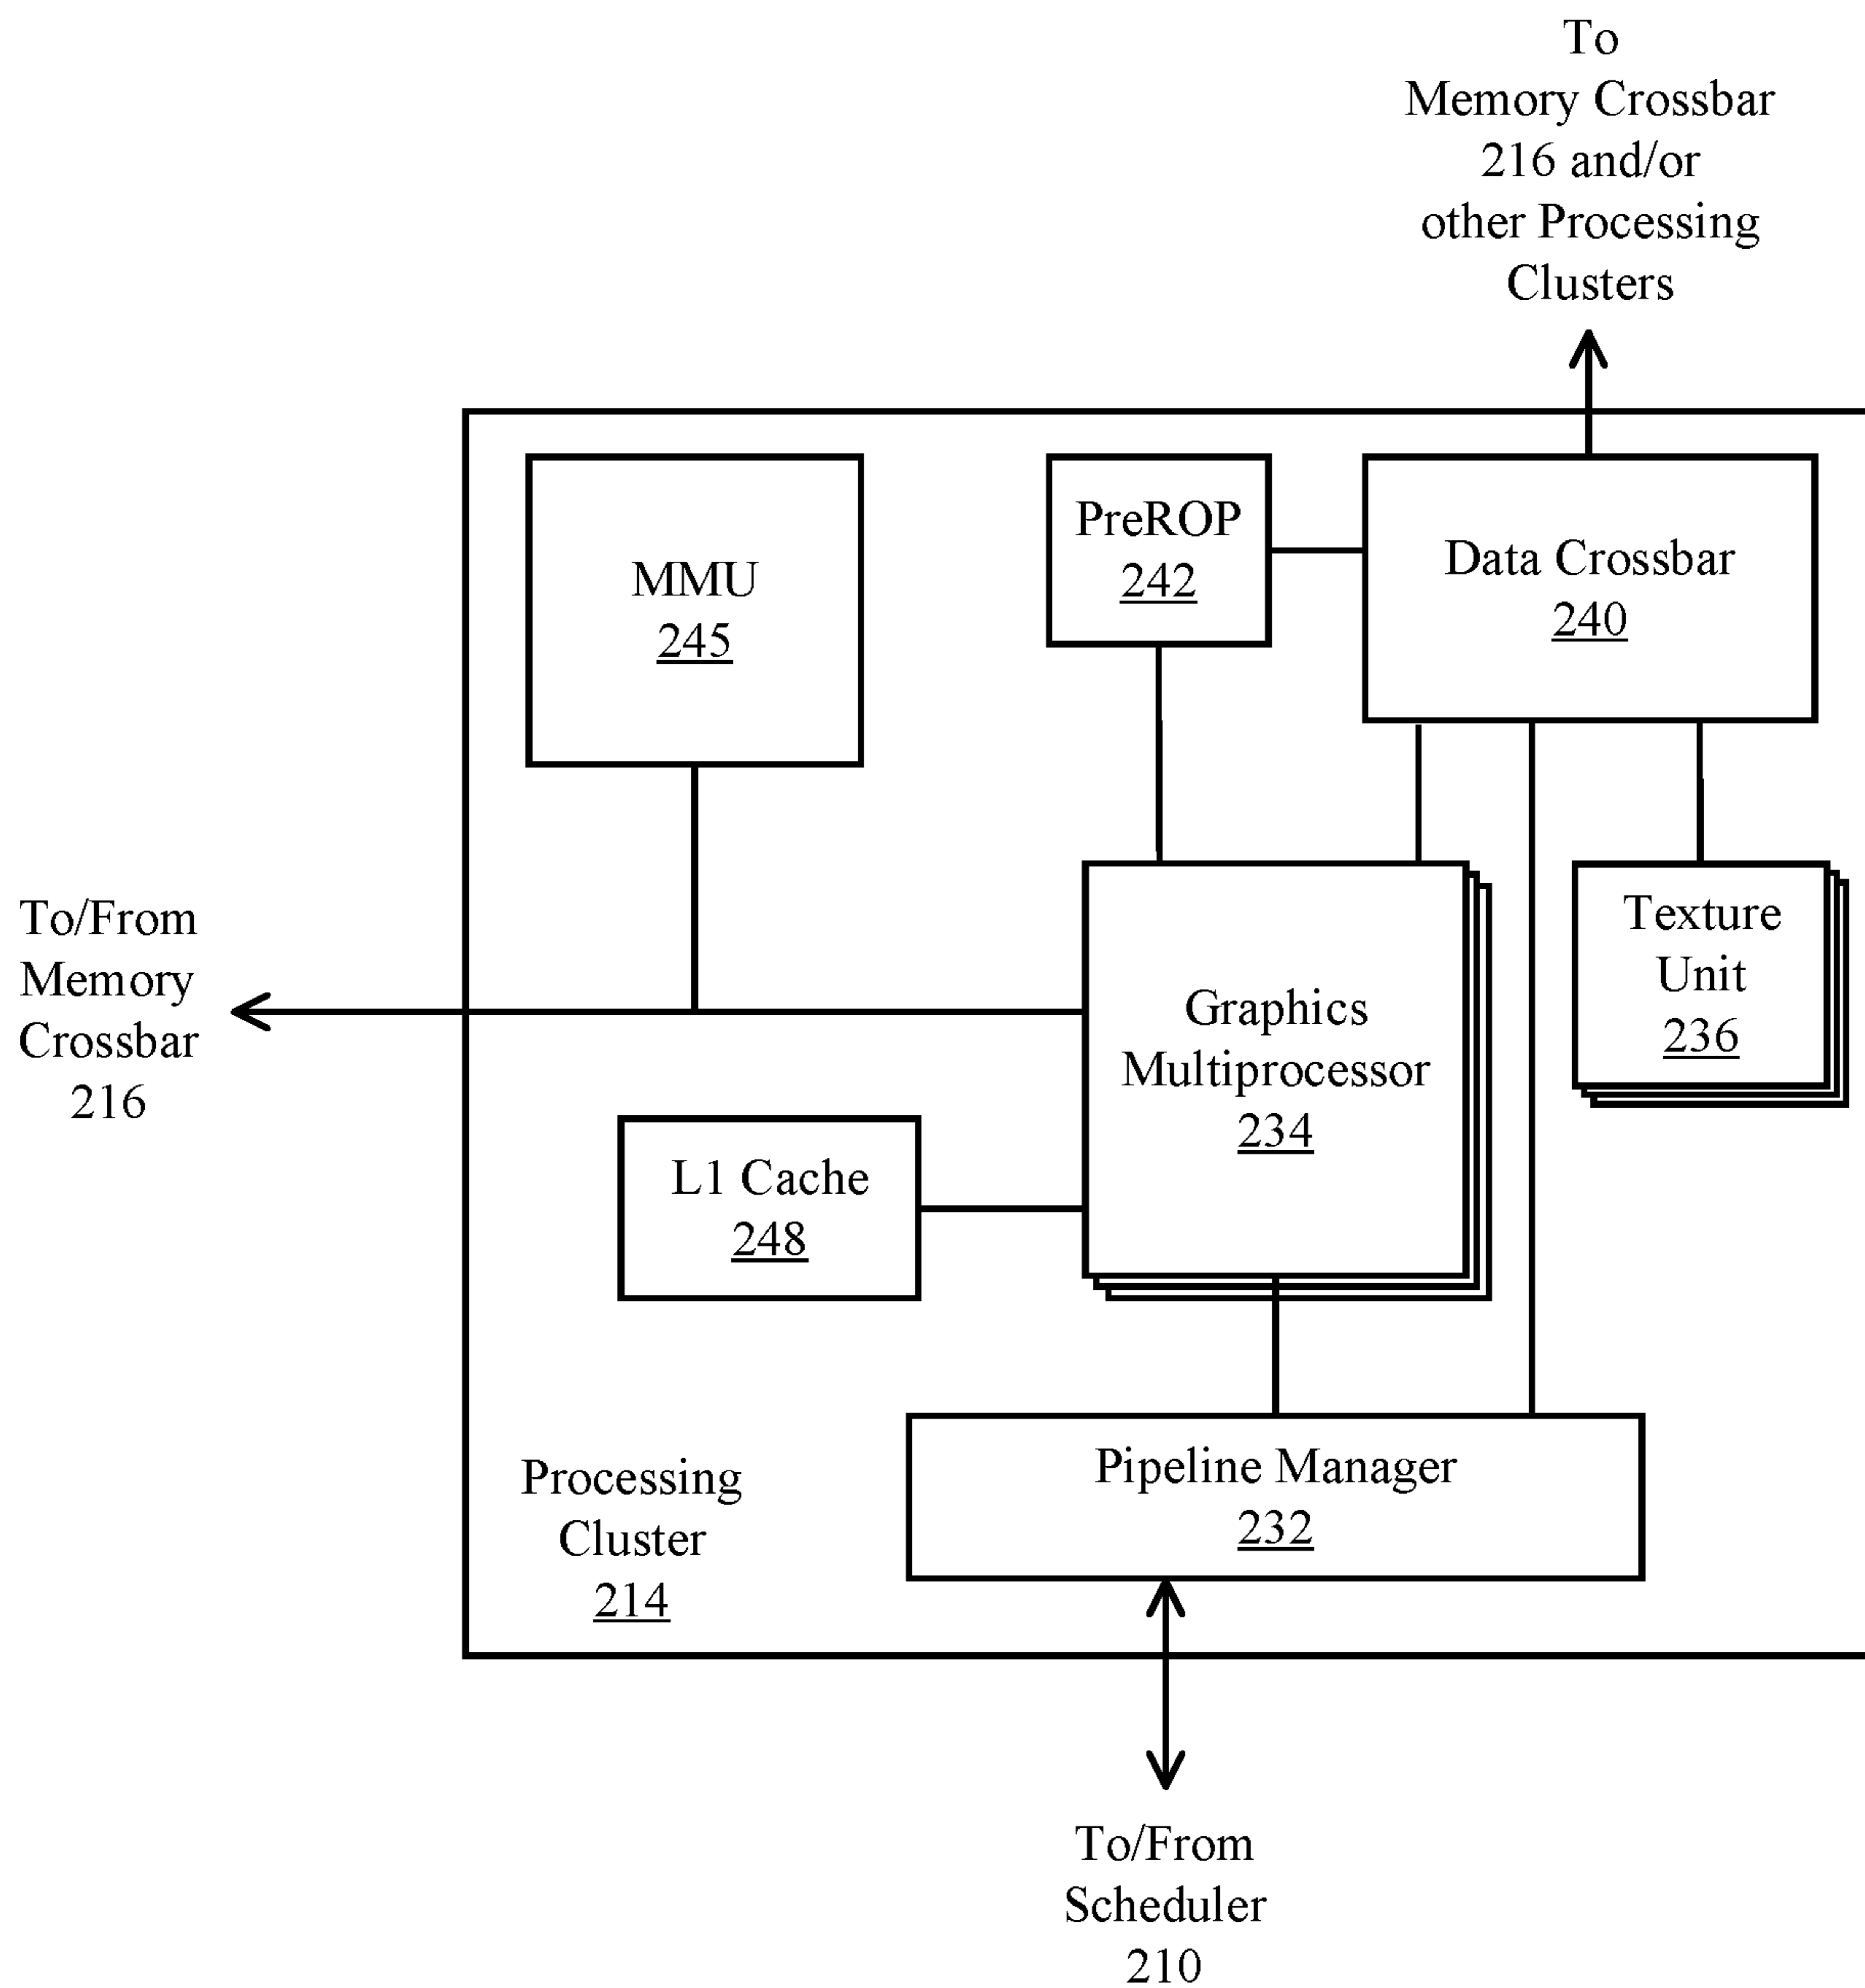 To
Memory Crossbar
216 and/or
other Processing
Clusters
MMU
245
PreROP
242
Data Crossbar
240
To/From
Memory
Crossbar
216
Graphics
Multiprocessor
234
Texture
Unit
236
L1 Cache
248
Pipeline Manager
232
Processing
Cluster
214
To/From
Scheduler
210